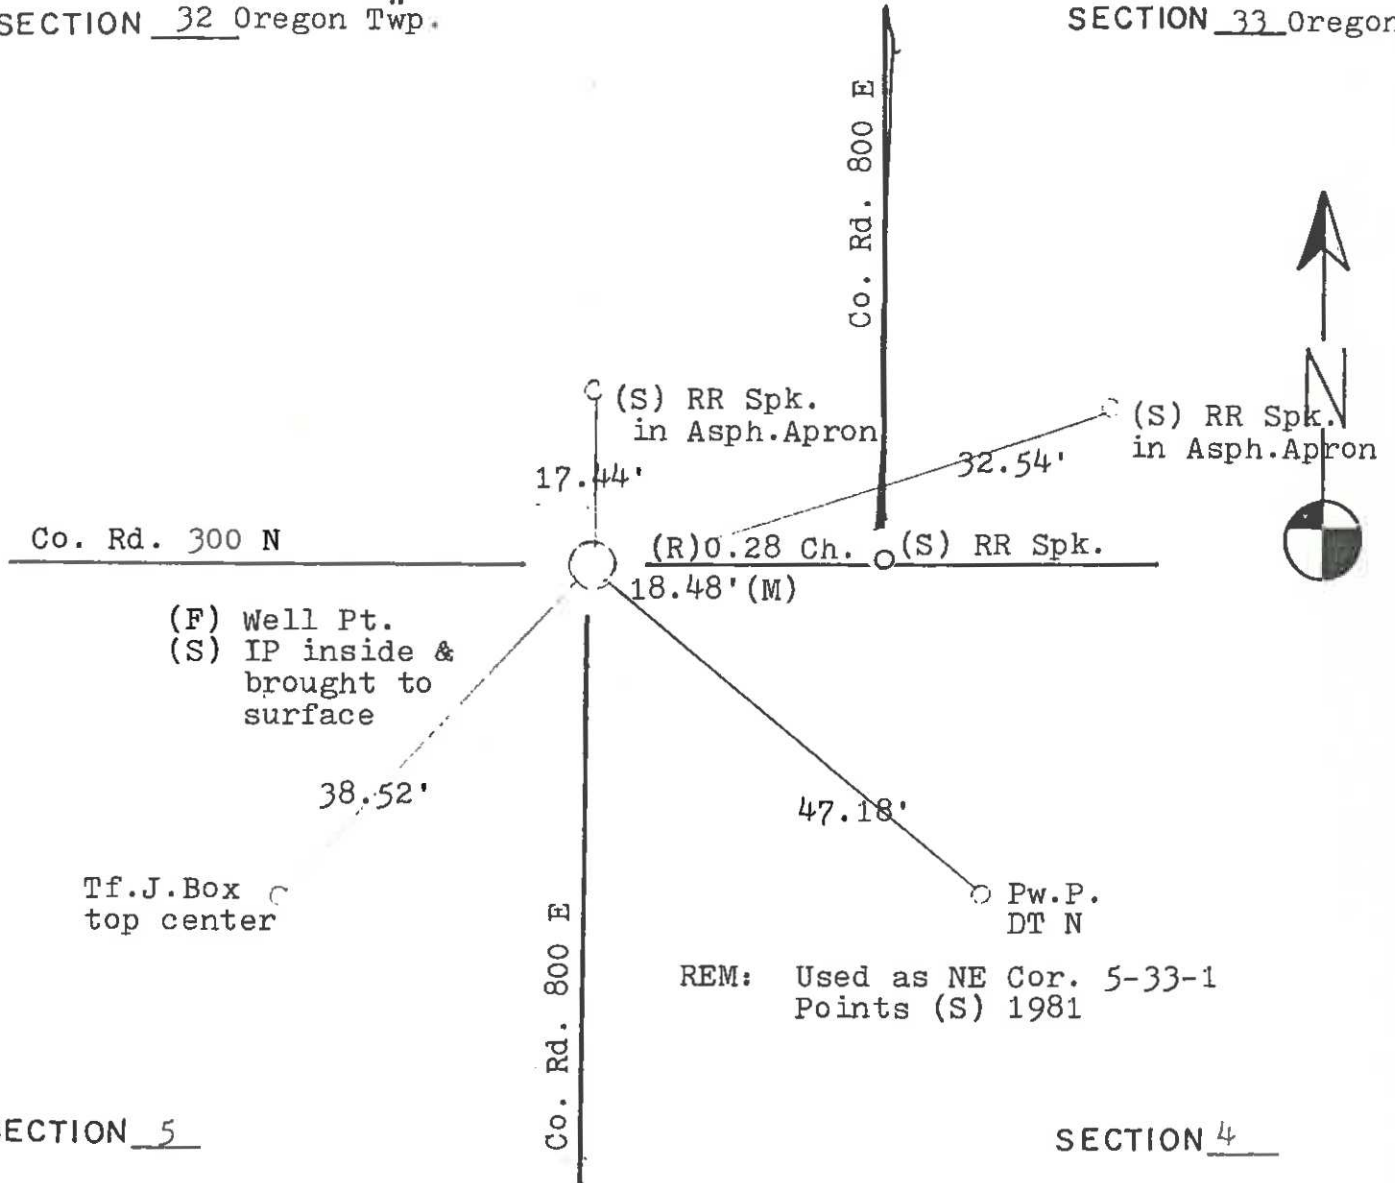 SECTION 32 Oregon Twp.
SECTION 33 Oregon
Co. Rd. 800 E
(S) RR Spk.
in Asph.Apron
(S) RR Spk.
in Asph.Apron
N
17.44'
32.54'
Co. Rd. 300 N
(R)0.28 Ch.
(S) RR Spk.
18.48'(M)
(F) Well Pt.
(S) IP inside &
brought to
surface
38.52'
47.18'
Tf.J.Box
top center
Pw.P.
DT N
Co. Rd. 800 E
REM: Used as NE Cor. 5-33-1
Points (S) 1981
ECTION 5
SECTION 4